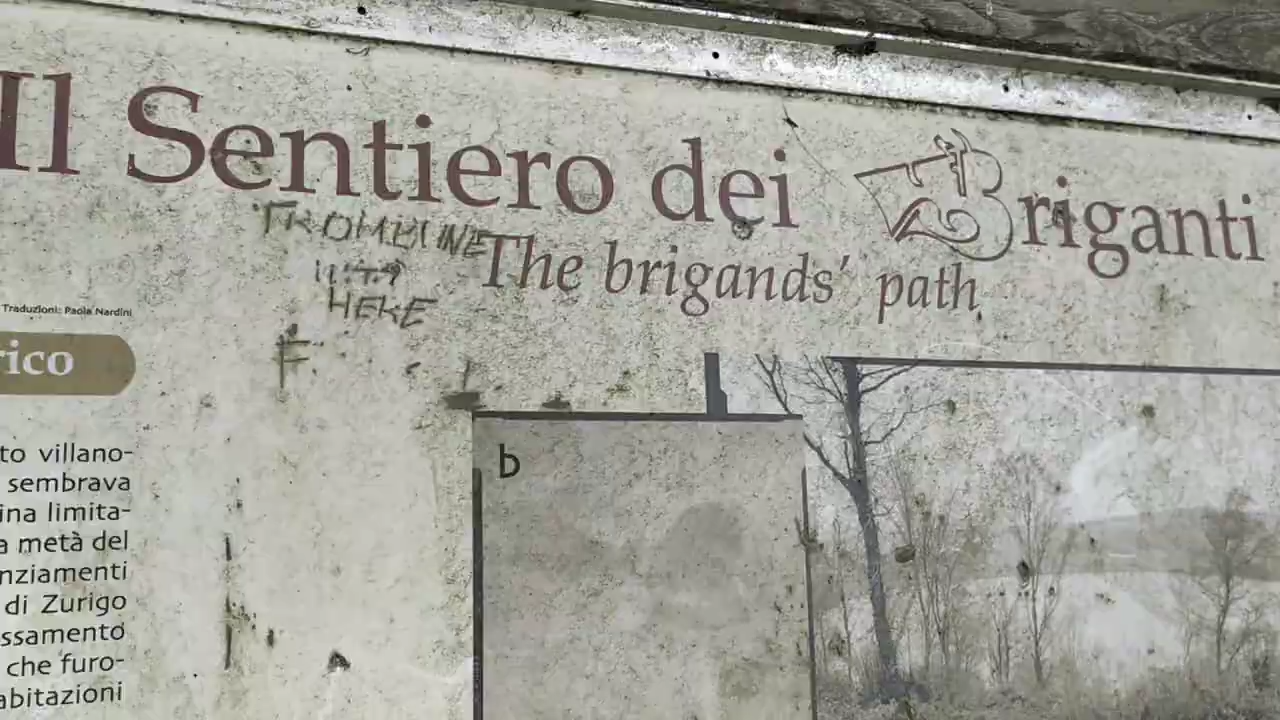 Il Sentiero dei Briganti
The brigands' path
TROMBONE
HERE
F.
Traduzioni: Paola Nardini
rico
to villano-
sembrava
ina limita-
a metà del
nziamenti
di Zurigo
ssamento
che furo-
abitazioni
b